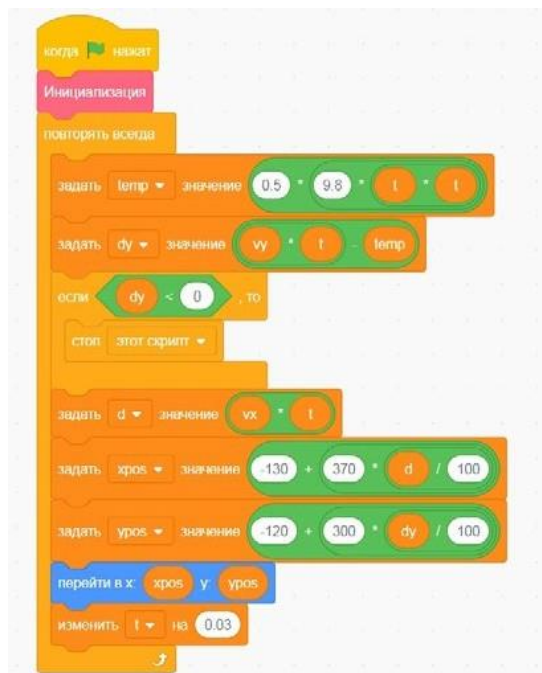 когда нажат
Инициализация
повторять всегда
задать temp значение 0.5 * 9.8 * t * t
задать dy значение vy * t - temp
если dy < 0 , то
стоп этот скрипт
задать d значение vx * t
задать xpos значение -130 + 370 * d / 100
задать ypos значение -120 + 300 * dy / 100
перейти в x: xpos y: ypos
изменить t на 0.03